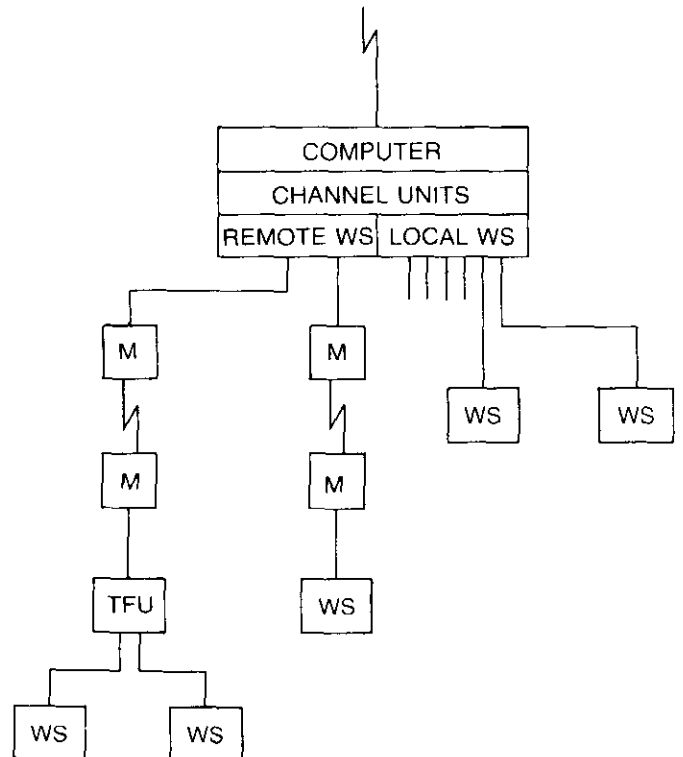 COMPUTER
CHANNEL UNITS
REMOTE WS LOCAL WS
M M
WS WS
M M
TFU WS
WS WS